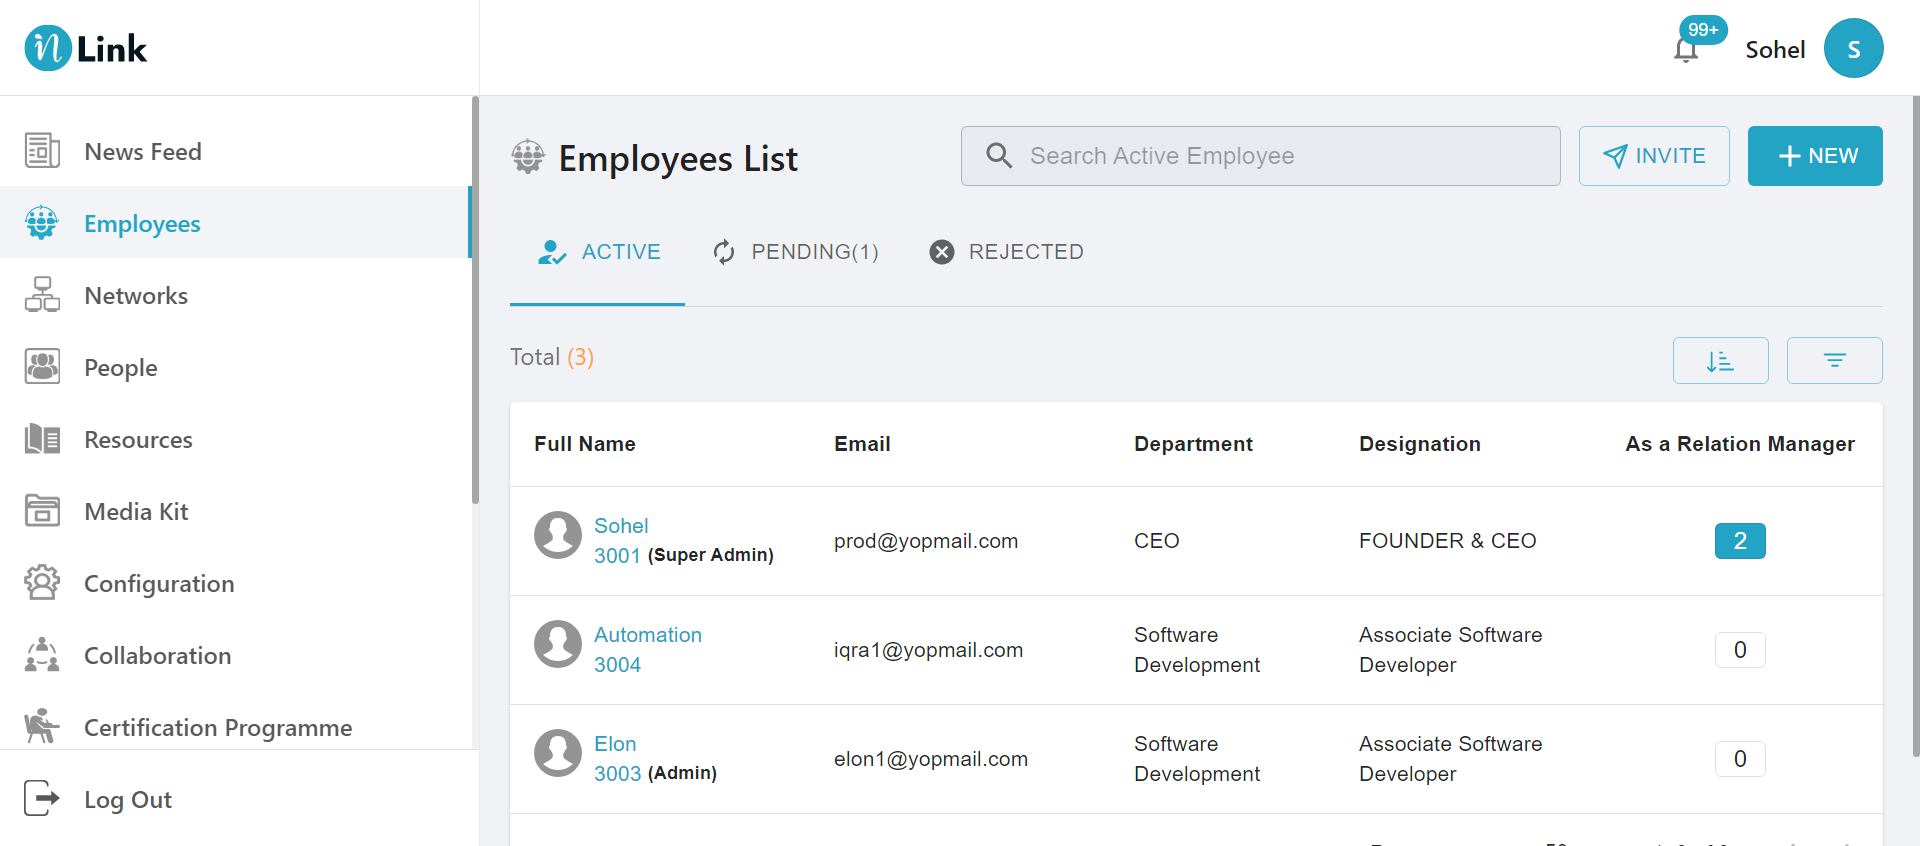 n Link
99+
Sohel
S
News Feed
Employees
Networks
People
Resources
Media Kit
Configuration
Collaboration
Certification Programme
Log Out
Employees List
Search Active Employee
INVITE
+ NEW
ACTIVE
PENDING(1)
REJECTED
Total (3)
Full Name Email Department Designation As a Relation Manager
Sohel
3001 (Super Admin)
prod@yopmail.com
CEO
FOUNDER & CEO
2
Automation
3004
iqra1@yopmail.com
Software
Development
Associate Software
Developer
0
Elon
3003 (Admin)
elon1@yopmail.com
Software
Development
Associate Software
Developer
0